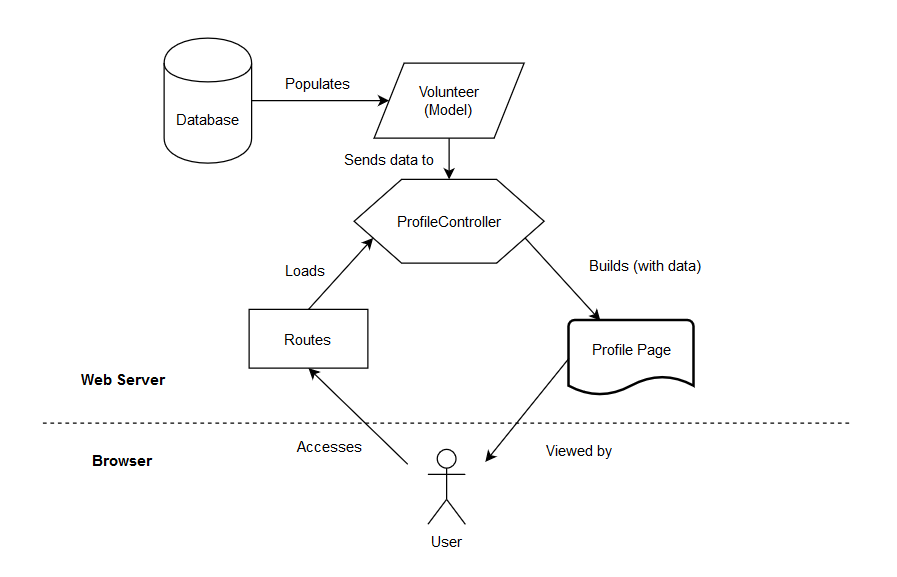 Populates
Volunteer
(Model)
Database
Sends data to
ProfileController
Builds (with data)
Loads
Routes
Profile Page
Web Server
Accesses
Viewed by
Browser
User